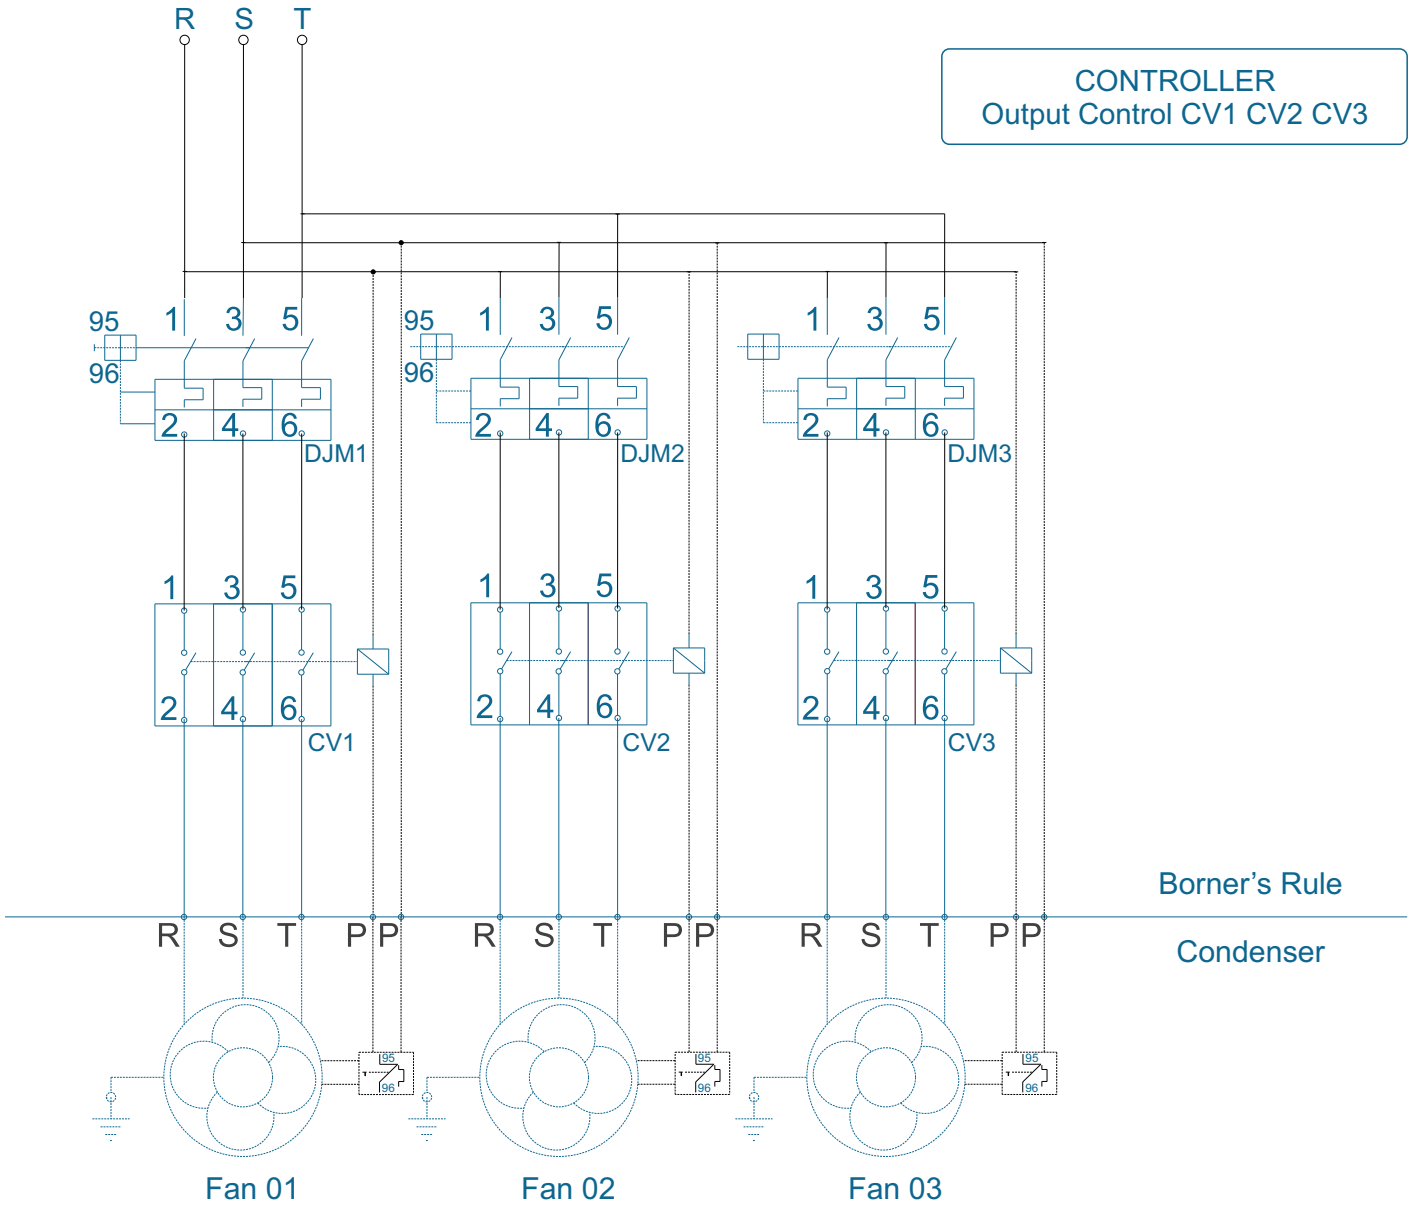 R S T
CONTROLLER
Output Control CV1 CV2 CV3
95 1 3 5 95 1 3 5 1 3 5
96 96
2 4 6 2 4 6 2 4 6
DJM1 DJM2 DJM3
1 3 5 1 3 5 1 3 5
2 4 6 2 4 6 2 4 6
CV1 CV2 CV3
Borner’s Rule
R S T P P R S T P P R S T P P
Condenser
95 95 95
96 96 96
Fan 01 Fan 02 Fan 03